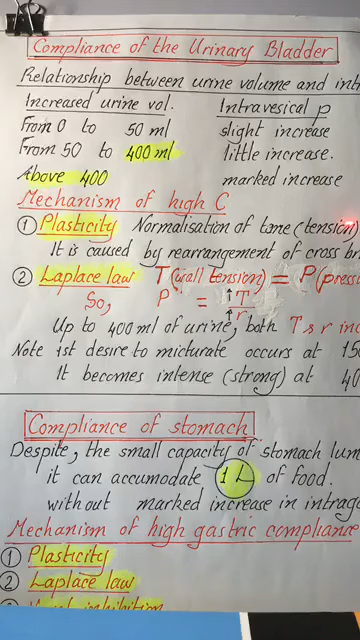 Compliance of the Urinary Bladder
Relationship between urine volume and int
Increased urine vol. Intravesical p
From 0 to 50 ml slight increase
From 50 to 400 ml little increase.
Above 400 marked increase
Mechanism of high C
① Plasticity Normalisation of tone (tension)
It is caused by rearrangement of cross br
② Laplace law T (wall tension) = P (press
So, P = ↑T / ↑r
Up to 400 ml of urine, both T & r inc
Note 1st desire to micturate occurs at 15
It becomes intense (strong) at 40
Compliance of stomach
Despite, the small capacity of stomach lum
it can accumodate 1 L of food.
without marked increase in intraga
Mechanism of high gastric compliance
① Plasticity
② Laplace law
inhibition